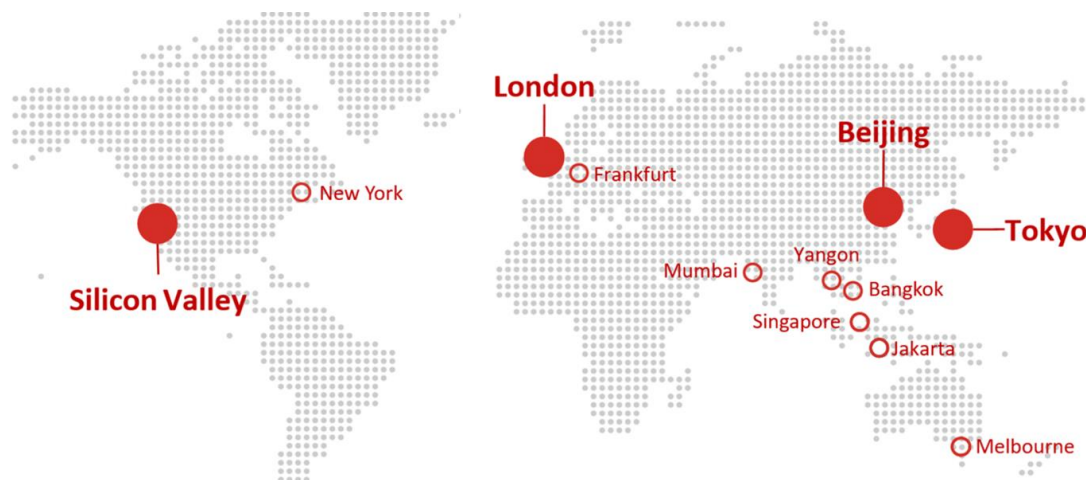 London
Beijing
Frankfurt
New York
Tokyo
Yangon
Mumbai
Bangkok
Silicon Valley
Singapore
Jakarta
Melbourne